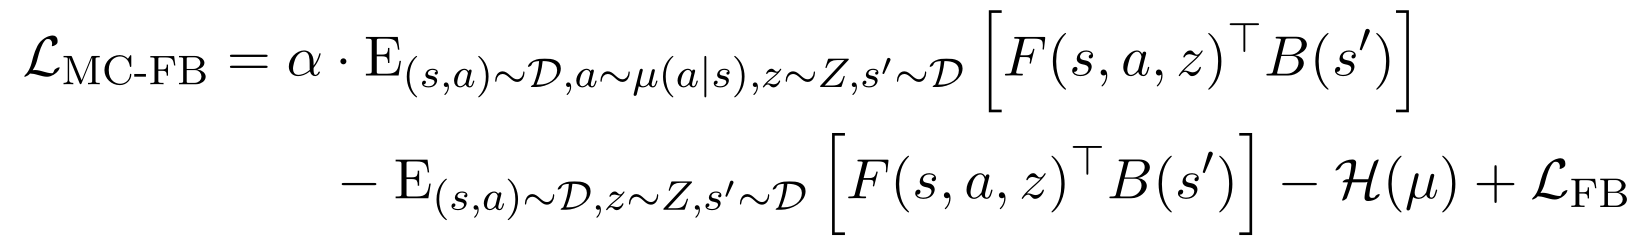 ℒ_MC-FB = α · E_(s,a)∼𝒟,a∼μ(a|s),z∼Z,s′∼𝒟 [F(s, a, z)^⊤ B(s′)]
− E_(s,a)∼𝒟,z∼Z,s′∼𝒟 [F(s, a, z)^⊤ B(s′)] − ℋ(μ) + ℒ_FB